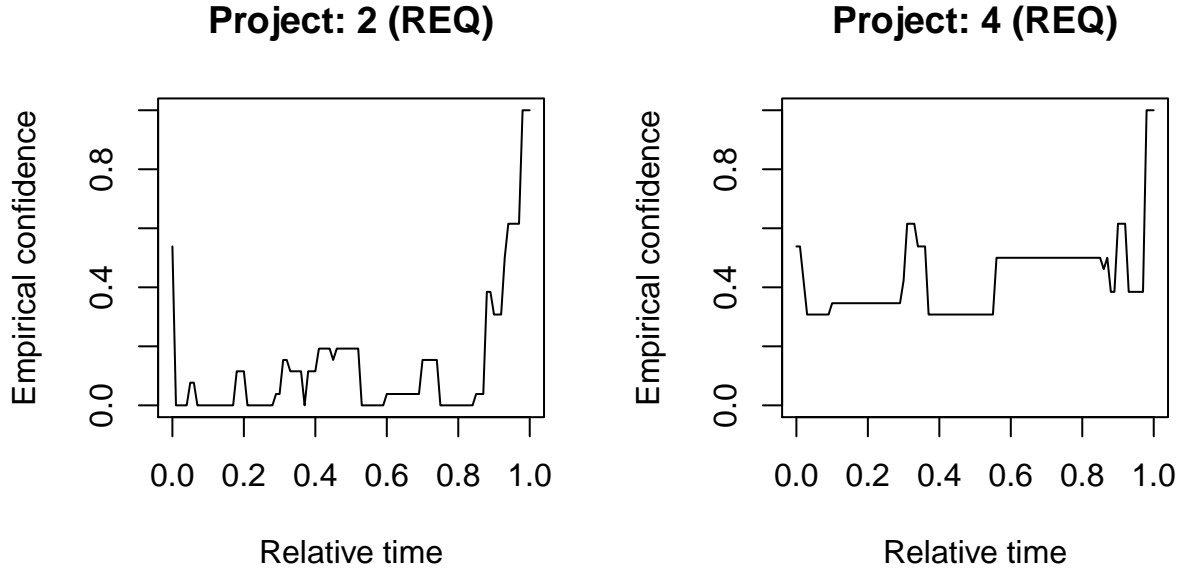 Project: 2 (REQ)
Empirical confidence
0.0 0.4 0.8
0.0 0.2 0.4 0.6 0.8 1.0
Relative time
Project: 4 (REQ)
Empirical confidence
0.0 0.4 0.8
0.0 0.2 0.4 0.6 0.8 1.0
Relative time